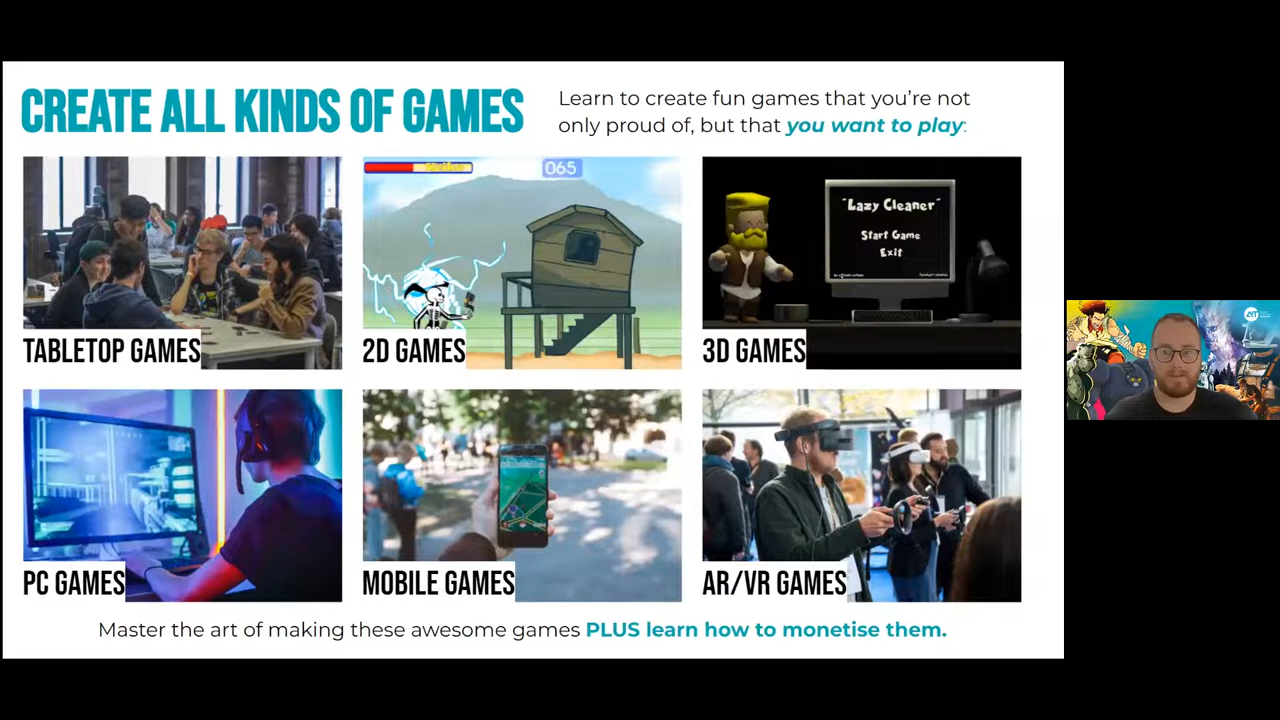 CREATE ALL KINDS OF GAMES
Learn to create fun games that you're not
only proud of, but that you want to play:
065
"Lazy Cleaner"
Start Game
Exit
TABLETOP GAMES
2D GAMES
3D GAMES
PC GAMES
MOBILE GAMES
AR/VR GAMES
Master the art of making these awesome games PLUS learn how to monetise them.
AIT